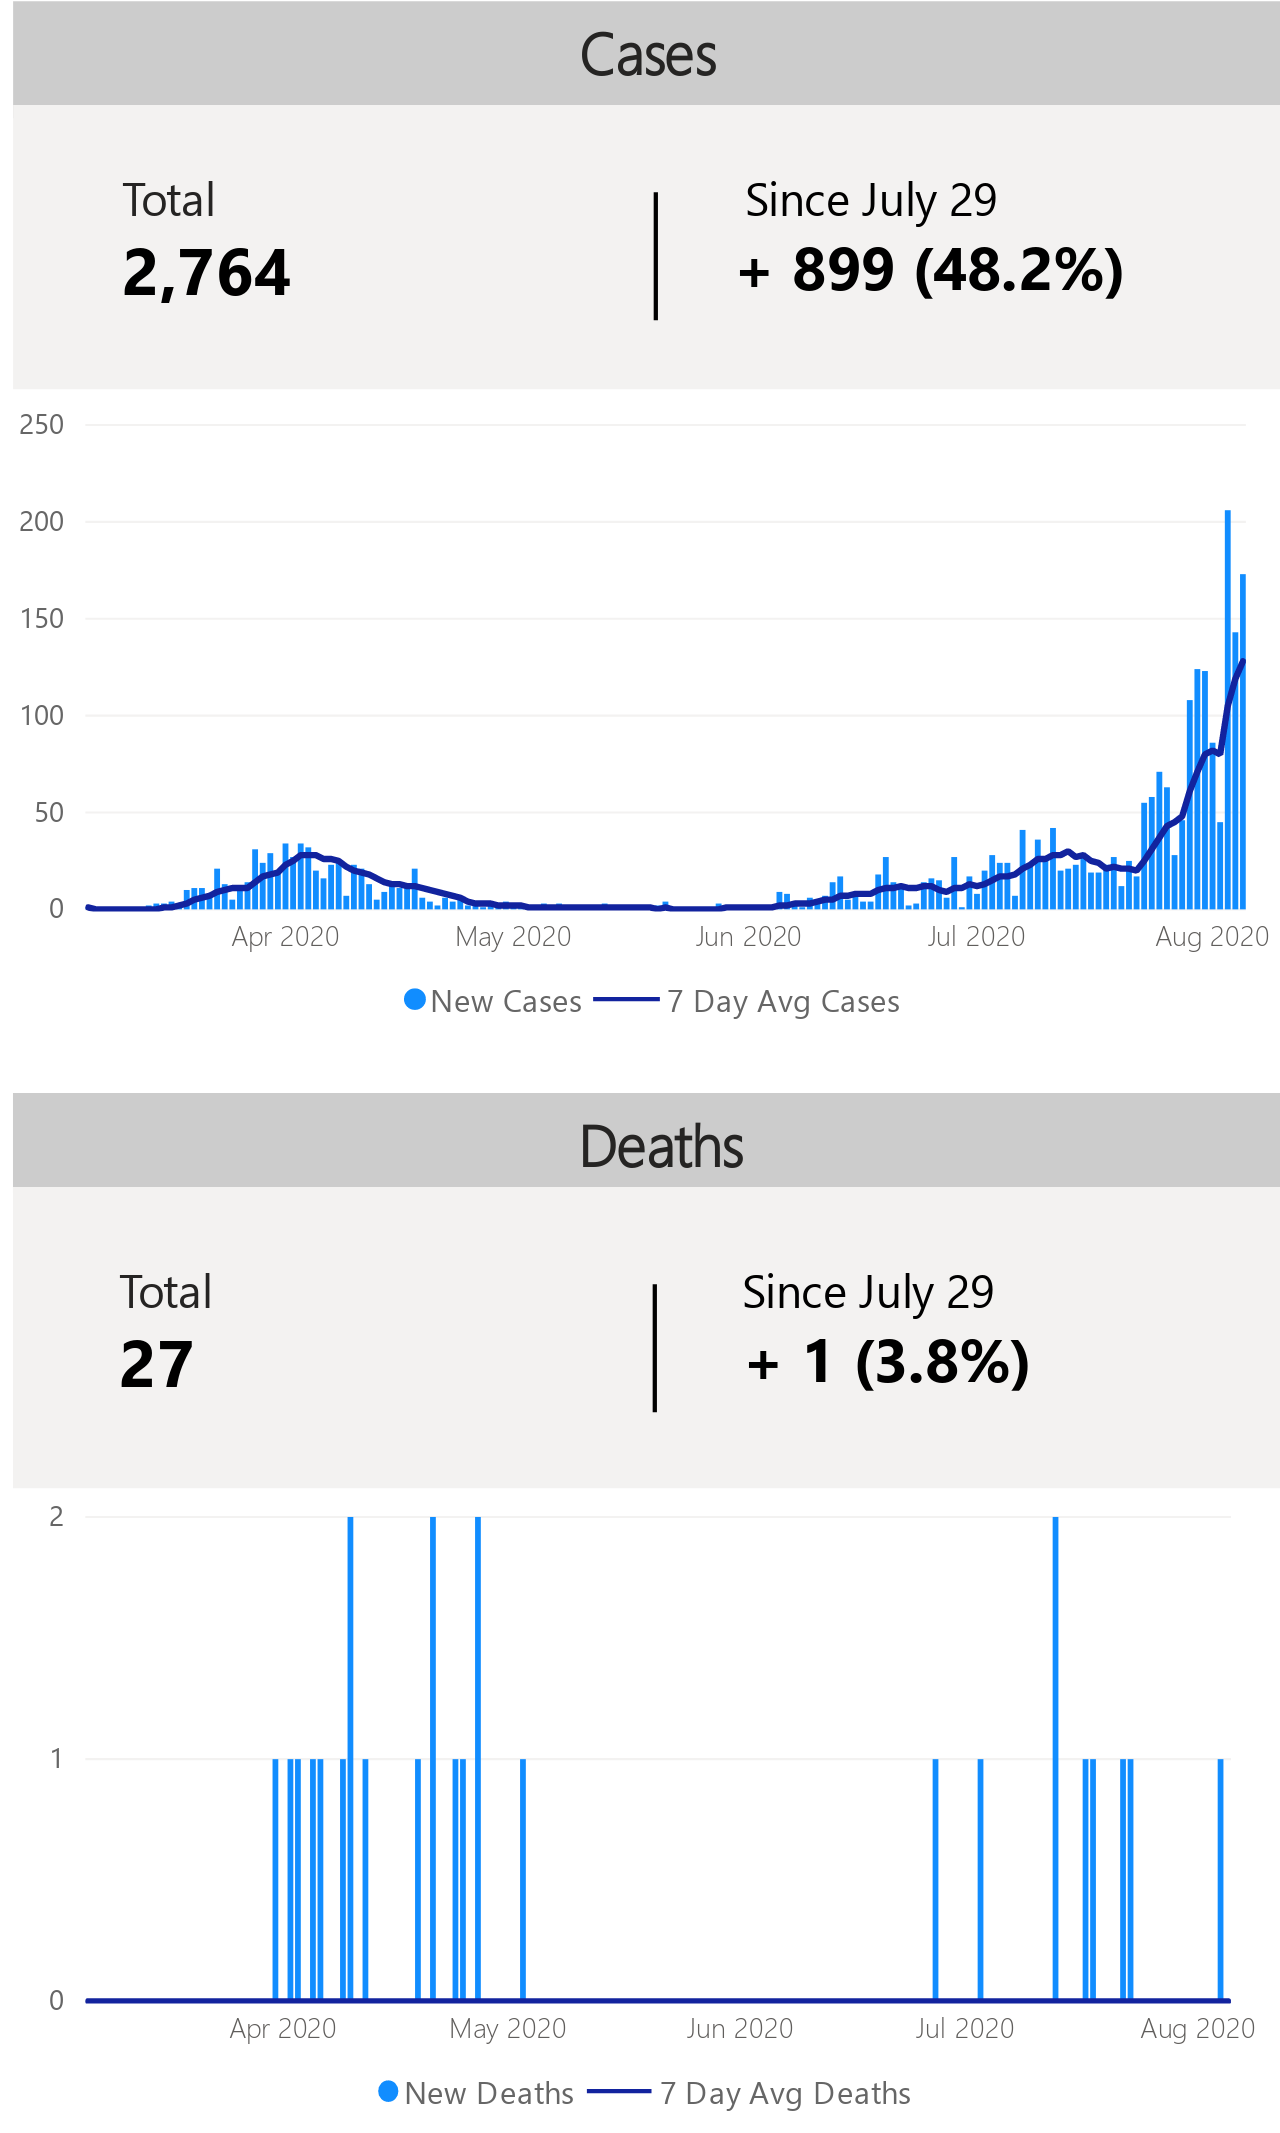 Cases
Total
2,764
Since July 29
+ 899 (48.2%)
250
200
150
100
50
0
Apr 2020
May 2020
Jun 2020
Jul 2020
Aug 2020
New Cases
7 Day Avg Cases
Deaths
Total
27
Since July 29
+ 1 (3.8%)
2
1
0
Apr 2020
May 2020
Jun 2020
Jul 2020
Aug 2020
New Deaths
7 Day Avg Deaths